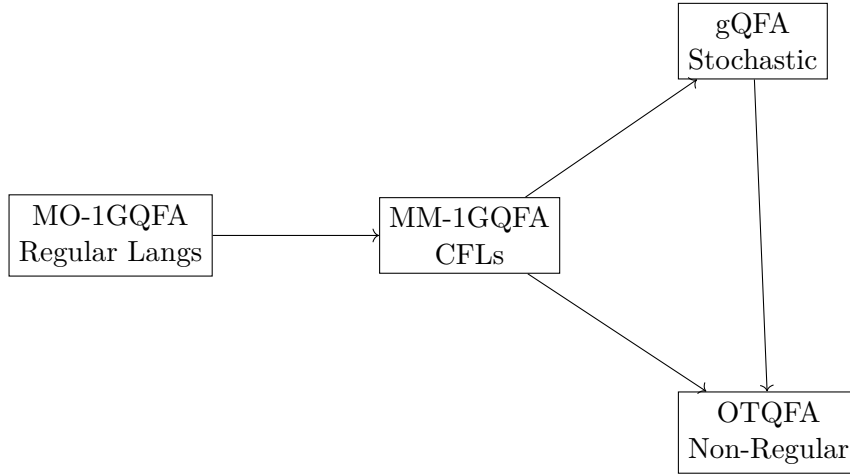 gQFA
Stochastic
MO-1GQFA
Regular Langs
MM-1GQFA
CFLs
OTQFA
Non-Regular